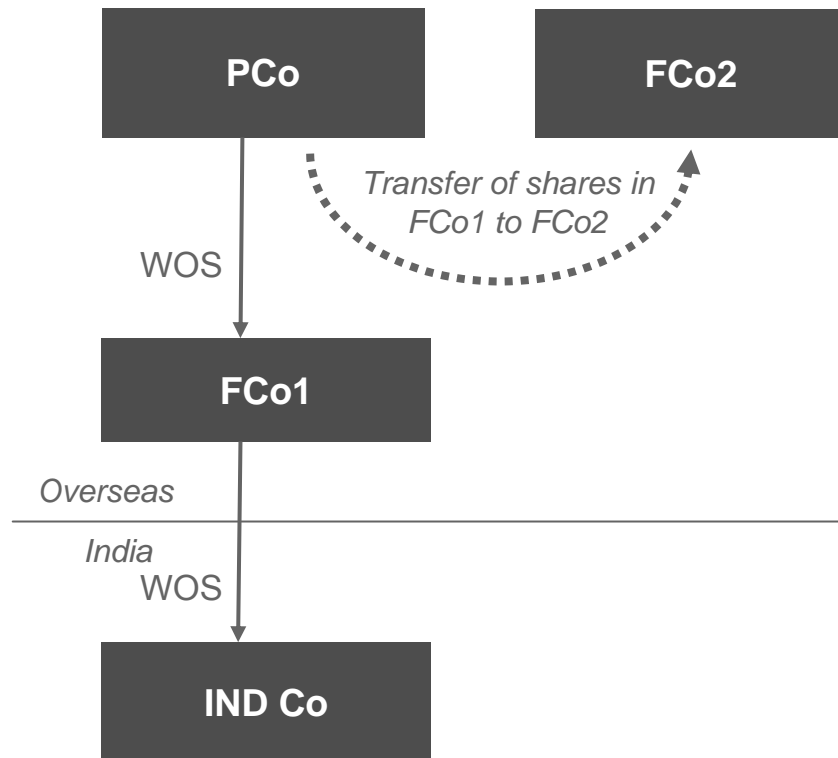 PCo
FCo2
Transfer of shares in
FCo1 to FCo2
WOS
FCo1
Overseas
India
WOS
IND Co